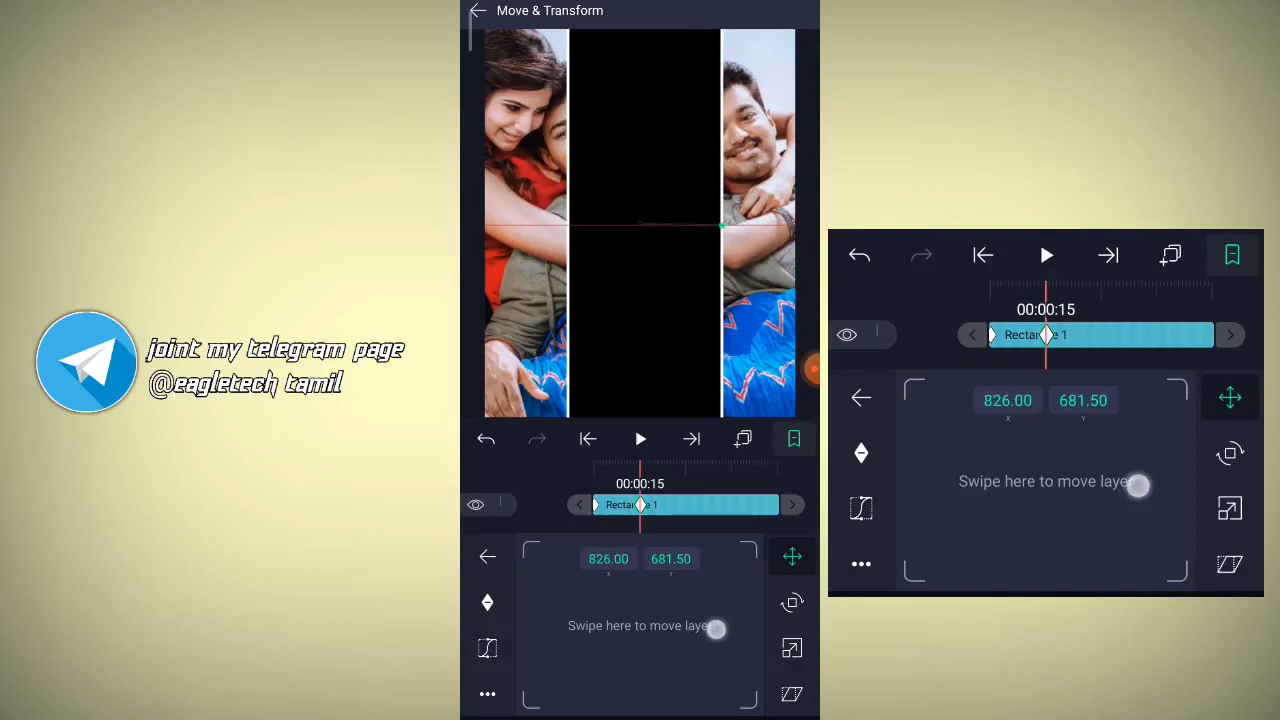 Move & Transform
joint my telegram page
@eagletech tamil
00:00:15
Rectangle 1
826.00 681.50
X Y
Swipe here to move layer
00:00:15
Rectangle 1
826.00 681.50
X Y
Swipe here to move layer